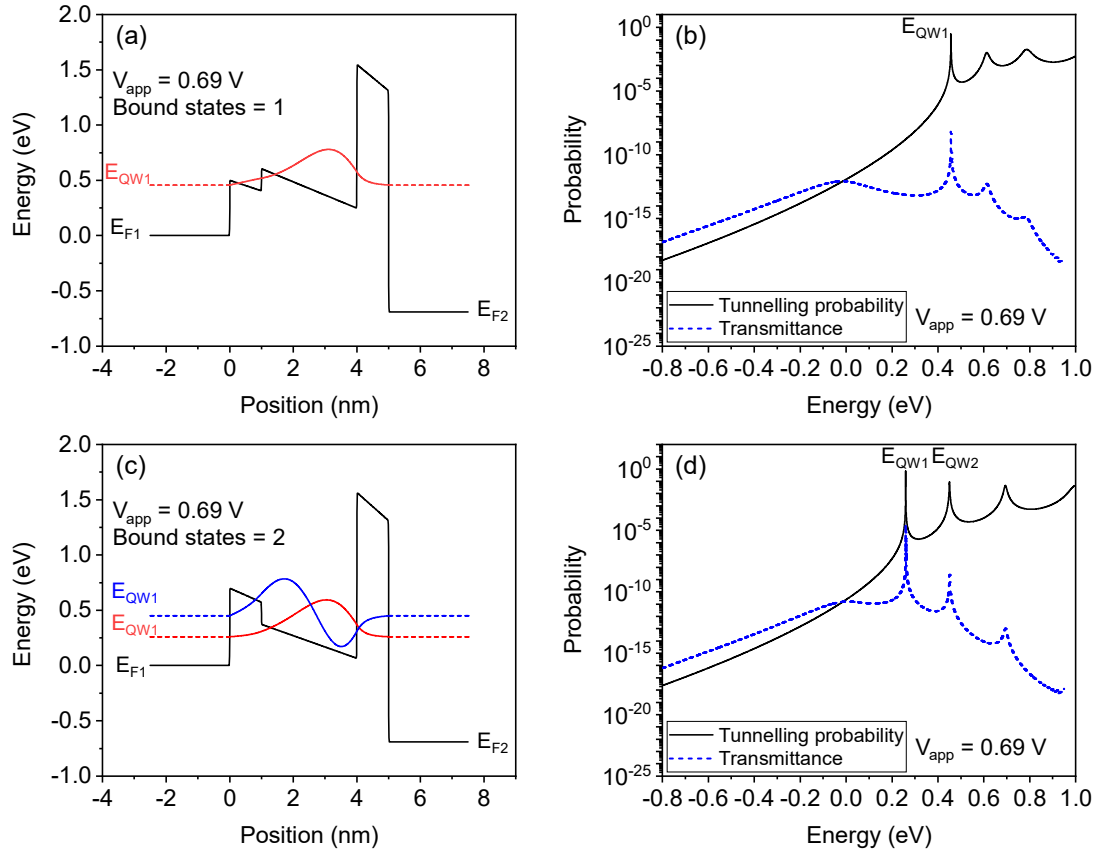 (a)
V_app = 0.69 V
Bound states = 1
E_QW1
E_F1
E_F2
Energy (eV)
2.0
1.5
1.0
0.5
0.0
-0.5
-1.0
-4 -2 0 2 4 6 8
Position (nm)
(b)
E_QW1
Probability
10^0
10^-5
10^-10
10^-15
10^-20
10^-25
Tunnelling probability
Transmittance
V_app = 0.69 V
-0.8 -0.6 -0.4 -0.2 0.0 0.2 0.4 0.6 0.8 1.0
Energy (eV)
(c)
V_app = 0.69 V
Bound states = 2
E_QW1
E_QW1
E_F1
E_F2
Energy (eV)
2.0
1.5
1.0
0.5
0.0
-0.5
-1.0
-4 -2 0 2 4 6 8
Position (nm)
(d)
E_QW1 E_QW2
Probability
10^0
10^-5
10^-10
10^-15
10^-20
10^-25
Tunnelling probability
Transmittance
V_app = 0.69 V
-0.8 -0.6 -0.4 -0.2 0.0 0.2 0.4 0.6 0.8 1.0
Energy (eV)